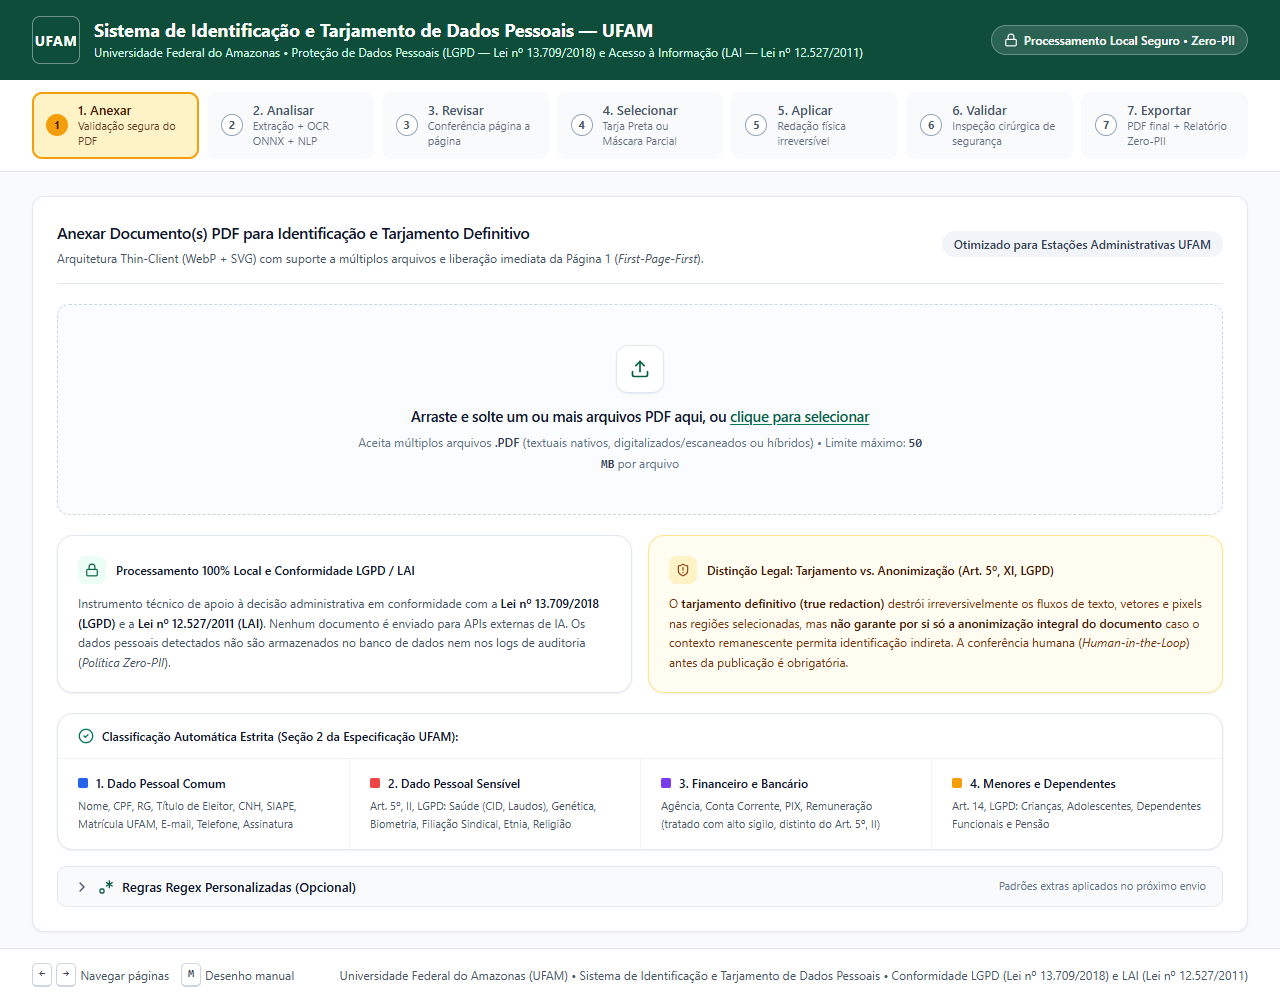 UFAM
Sistema de Identificação e Tarjamento de Dados Pessoais — UFAM
Universidade Federal do Amazonas • Proteção de Dados Pessoais (LGPD — Lei nº 13.709/2018) e Acesso à Informação (LAI — Lei nº 12.527/2011)
Processamento Local Seguro • Zero-PII
1
1. Anexar
Validação segura do
PDF
2
2. Analisar
Extração + OCR
ONNX + NLP
3
3. Revisar
Conferência página a
página
4
4. Selecionar
Tarja Preta ou
Máscara Parcial
5
5. Aplicar
Redação física
irreversível
6
6. Validar
Inspeção cirúrgica de
segurança
7
7. Exportar
PDF final + Relatório
Zero-PII
Anexar Documento(s) PDF para Identificação e Tarjamento Definitivo
Arquitetura Thin-Client (WebP + SVG) com suporte a múltiplos arquivos e liberação imediata da Página 1 (First-Page-First).
Otimizado para Estações Administrativas UFAM
Arraste e solte um ou mais arquivos PDF aqui, ou clique para selecionar
Aceita múltiplos arquivos .PDF (textuais nativos, digitalizados/escaneados ou híbridos) • Limite máximo: 50
MB por arquivo
Processamento 100% Local e Conformidade LGPD / LAI
Instrumento técnico de apoio à decisão administrativa em conformidade com a Lei nº 13.709/2018
(LGPD) e a Lei nº 12.527/2011 (LAI). Nenhum documento é enviado para APIs externas de IA. Os
dados pessoais detectados não são armazenados no banco de dados nem nos logs de auditoria
(Política Zero-PII).
Distinção Legal: Tarjamento vs. Anonimização (Art. 5º, XI, LGPD)
O tarjamento definitivo (true redaction) destrói irreversivelmente os fluxos de texto, vetores e pixels
nas regiões selecionadas, mas não garante por si só a anonimização integral do documento caso o
contexto remanescente permita identificação indireta. A conferência humana (Human-in-the-Loop)
antes da publicação é obrigatória.
Classificação Automática Estrita (Seção 2 da Especificação UFAM):
1. Dado Pessoal Comum
Nome, CPF, RG, Título de Eleitor, CNH, SIAPE,
Matrícula UFAM, E-mail, Telefone, Assinatura
2. Dado Pessoal Sensível
Art. 5º, II, LGPD: Saúde (CID, Laudos), Genética,
Biometria, Filiação Sindical, Etnia, Religião
3. Financeiro e Bancário
Agência, Conta Corrente, PIX, Remuneração
(tratado com alto sigilo, distinto do Art. 5º, II)
4. Menores e Dependentes
Art. 14, LGPD: Crianças, Adolescentes, Dependentes
Funcionais e Pensão
Regras Regex Personalizadas (Opcional)
Padrões extras aplicados no próximo envio
← → Navegar páginas M Desenho manual
Universidade Federal do Amazonas (UFAM) • Sistema de Identificação e Tarjamento de Dados Pessoais • Conformidade LGPD (Lei nº 13.709/2018) e LAI (Lei nº 12.527/2011)